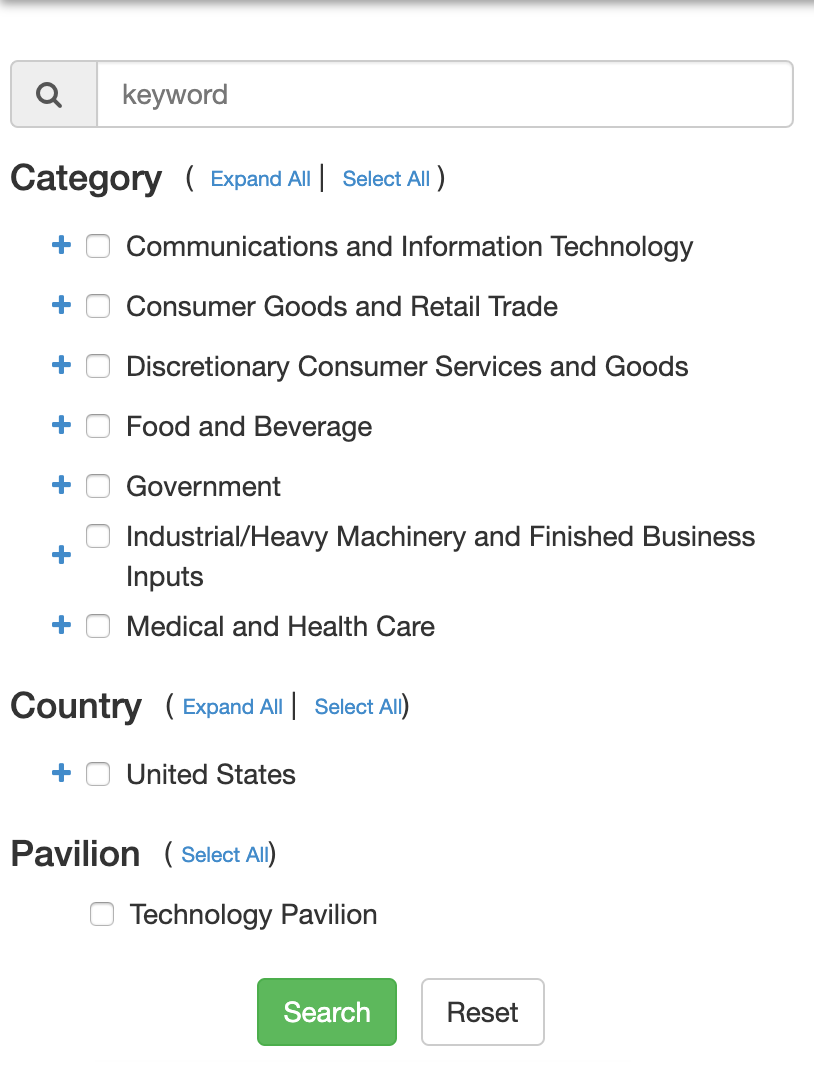 keyword
Category ( Expand All | Select All )
+ Communications and Information Technology
+ Consumer Goods and Retail Trade
+ Discretionary Consumer Services and Goods
+ Food and Beverage
+ Government
+ Industrial/Heavy Machinery and Finished Business
Inputs
+ Medical and Health Care
Country ( Expand All | Select All)
+ United States
Pavilion ( Select All)
Technology Pavilion
Search Reset